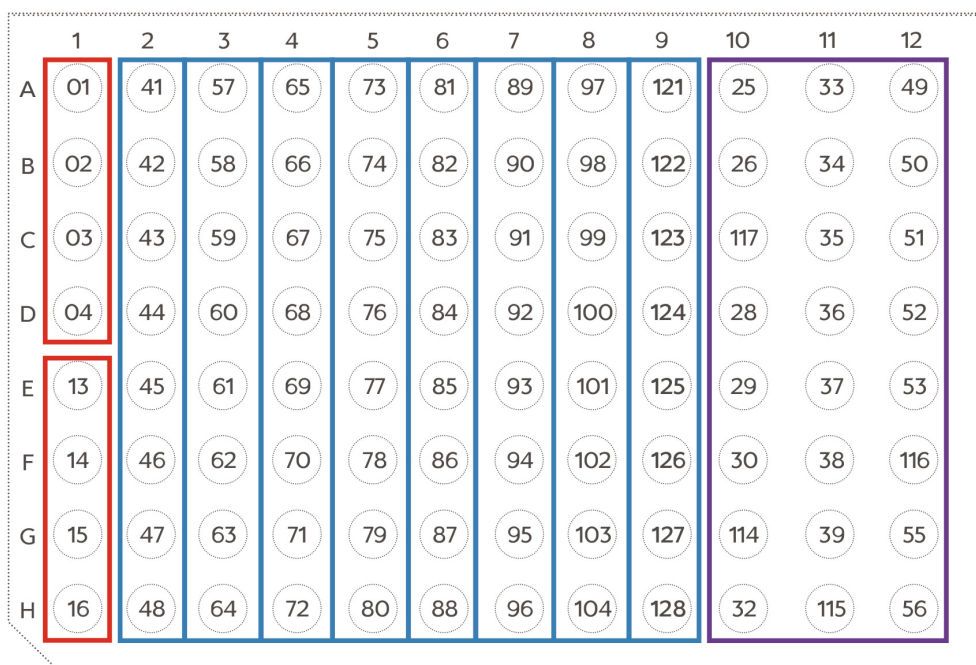 1 2 3 4 5 6 7 8 9 10 11 12
A 01 41 57 65 73 81 89 97 121 25 33 49
B 02 42 58 66 74 82 90 98 122 26 34 50
C 03 43 59 67 75 83 91 99 123 117 35 51
D 04 44 60 68 76 84 92 100 124 28 36 52
E 13 45 61 69 77 85 93 101 125 29 37 53
F 14 46 62 70 78 86 94 102 126 30 38 116
G 15 47 63 71 79 87 95 103 127 114 39 55
H 16 48 64 72 80 88 96 104 128 32 115 56